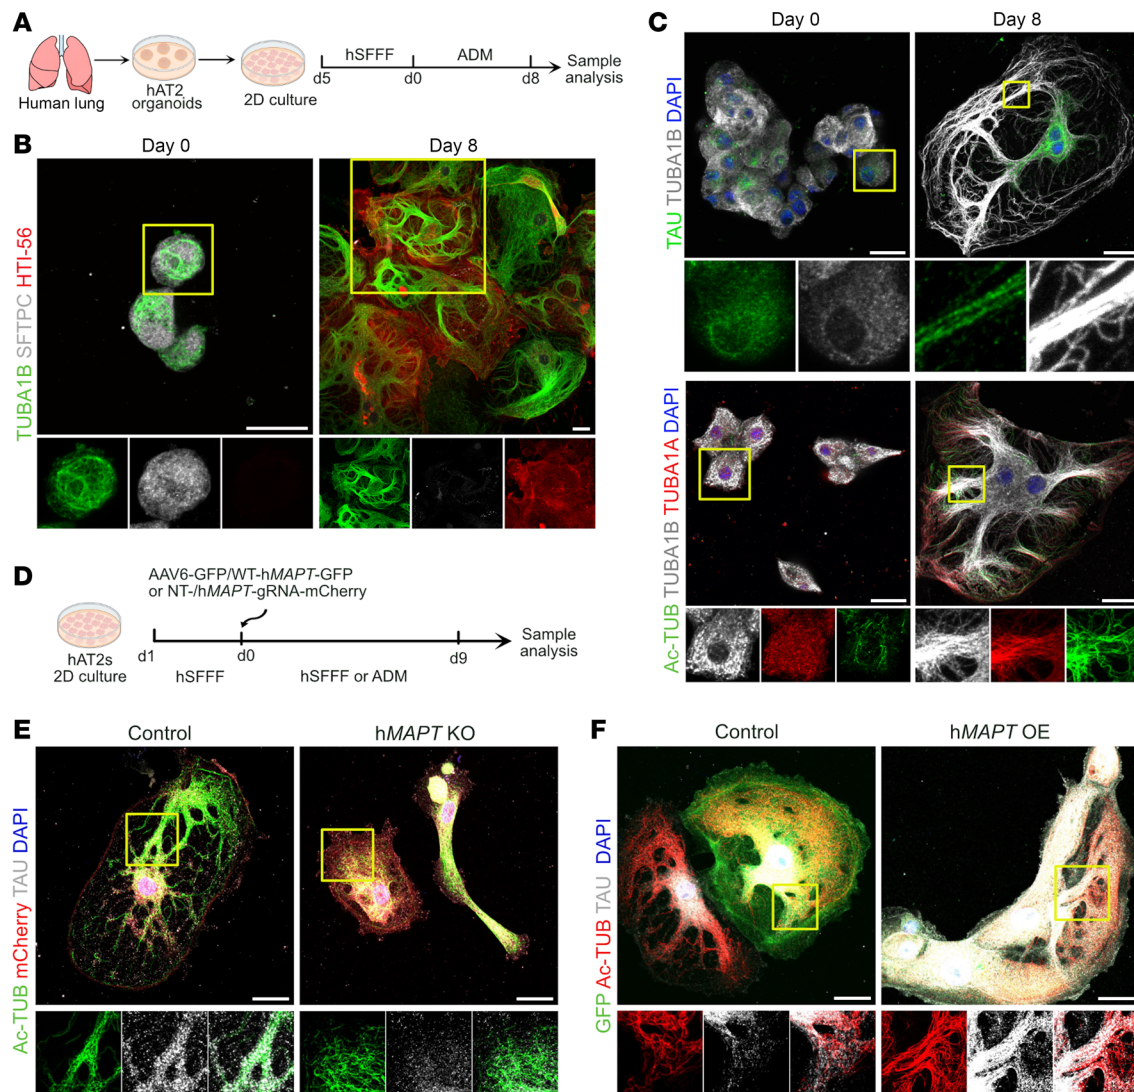 A
Human lung
hAT2
organoids
2D culture
hSFFF
ADM
d5
d0
d8
Sample
analysis
B
Day 0
Day 8
TUBA1B SFTPC HTI-56
C
Day 0
Day 8
TAU TUBA1B DAPI
Ac-TUB TUBA1B TUBA1A DAPI
D
AAV6-GFP/WT-hMAPT-GFP
or NT-/hMAPT-gRNA-mCherry
hAT2s
2D culture
d1
d0
d9
hSFFF
hSFFF or ADM
Sample
analysis
E
Control
hMAPT KO
Ac-TUB mCherry TAU DAPI
F
Control
hMAPT OE
GFP Ac-TUB TAU DAPI